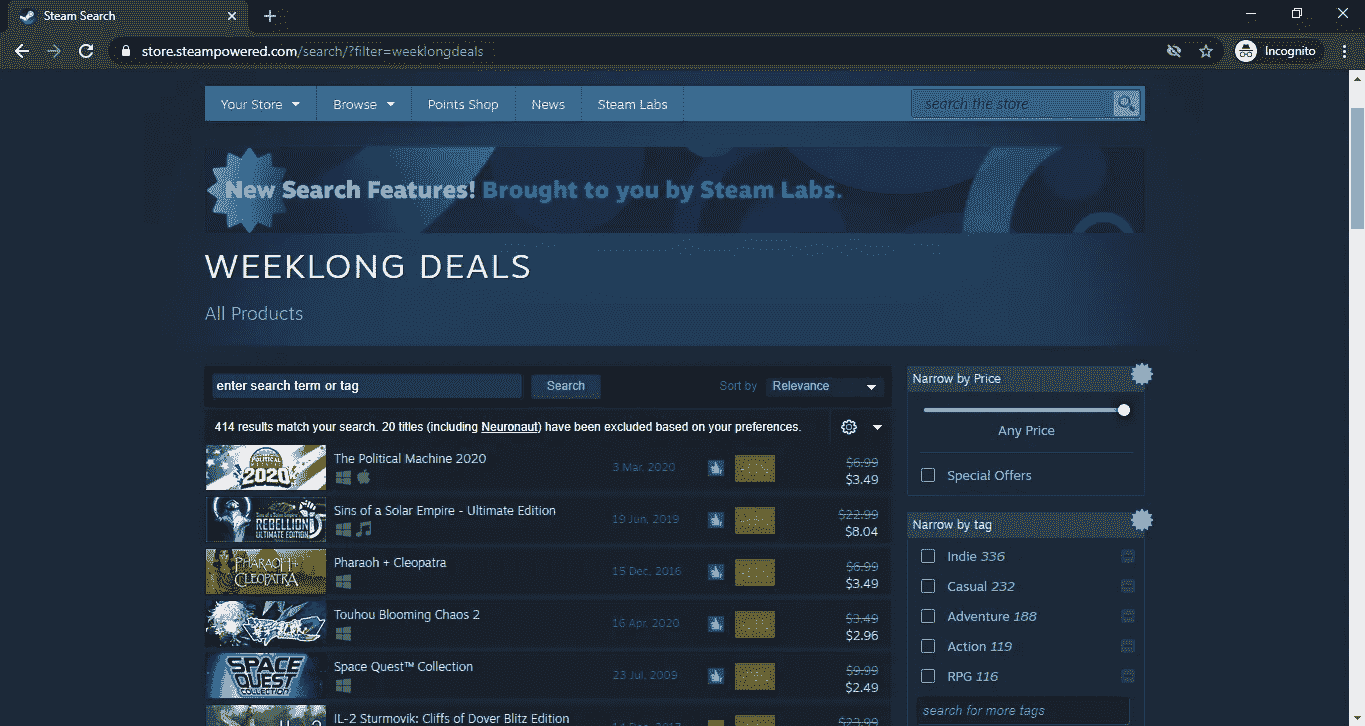 Steam Search
store.steampowered.com/search/?filter=weeklongdeals
Incognito
Your Store
Browse
Points Shop
News
Steam Labs
search the store
New Search Features! Brought to you by Steam Labs.
WEEKLONG DEALS
All Products
enter search term or tag
Search
Sort by
Relevance
414 results match your search. 20 titles (including Neuronaut) have been excluded based on your preferences.
POLITICAL
2020
The Political Machine 2020
3 Mar, 2020
$6.99
$3.49
Sins of a Solar Empire
REBELLION
ULTIMATE EDITION
Sins of a Solar Empire - Ultimate Edition
19 Jun, 2019
$22.99
$8.04
PHARAOH +
CLEOPATRA
Pharaoh + Cleopatra
15 Dec, 2016
$6.99
$3.49
Touhou Blooming Chaos 2
16 Apr, 2020
$3.49
$2.96
SPACE
QUEST
COLLECTION
Space Quest™ Collection
23 Jul, 2009
$9.99
$2.49
IL-2 Sturmovik: Cliffs of Dover Blitz Edition
$23.99
Narrow by Price
Any Price
Special Offers
Narrow by tag
Indie 336
Casual 232
Adventure 188
Action 119
RPG 116
search for more tags